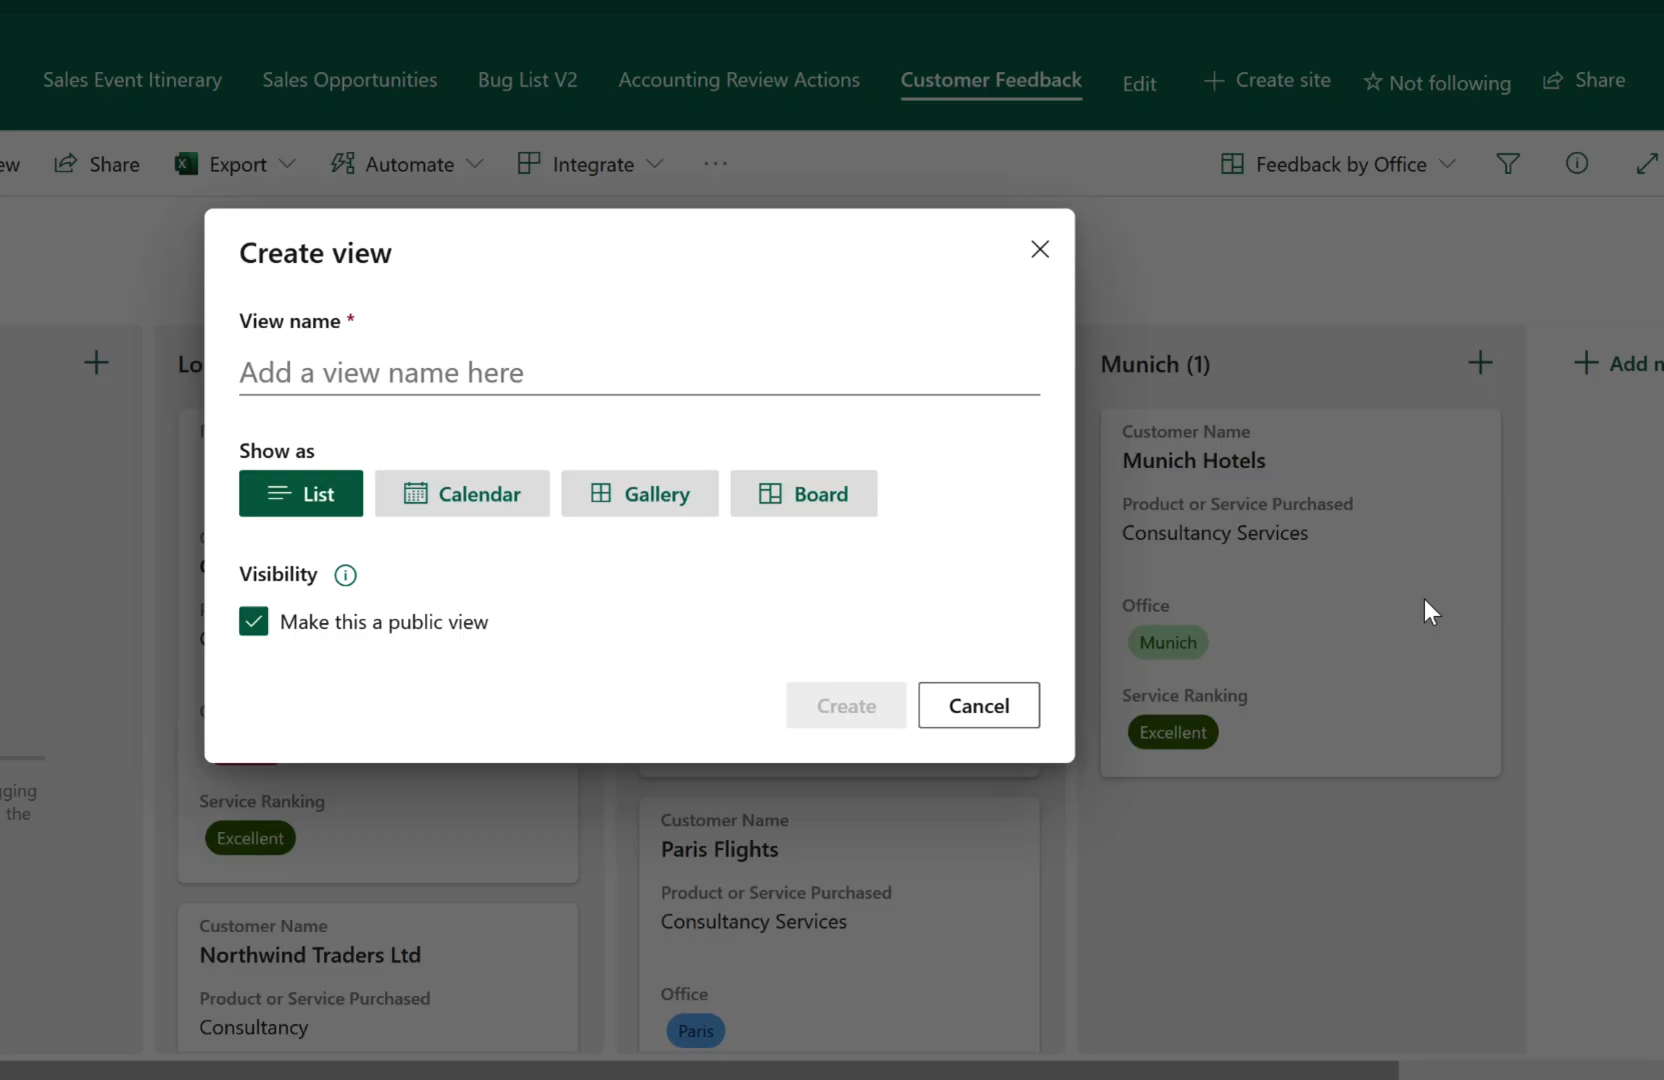 Sales Event Itinerary Sales Opportunities Bug List V2 Accounting Review Actions Customer Feedback Edit Create site Not following Share
Share Export Automate Integrate Feedback by Office
Create view
View name *
Add a view name here
Show as
List Calendar Gallery Board
Visibility
Make this a public view
Create Cancel
Service Ranking
Excellent
Customer Name
Northwind Traders Ltd
Product or Service Purchased
Consultancy
Customer Name
Paris Flights
Product or Service Purchased
Consultancy Services
Office
Paris
Munich (1)
Customer Name
Munich Hotels
Product or Service Purchased
Consultancy Services
Office
Munich
Service Ranking
Excellent
Add
the